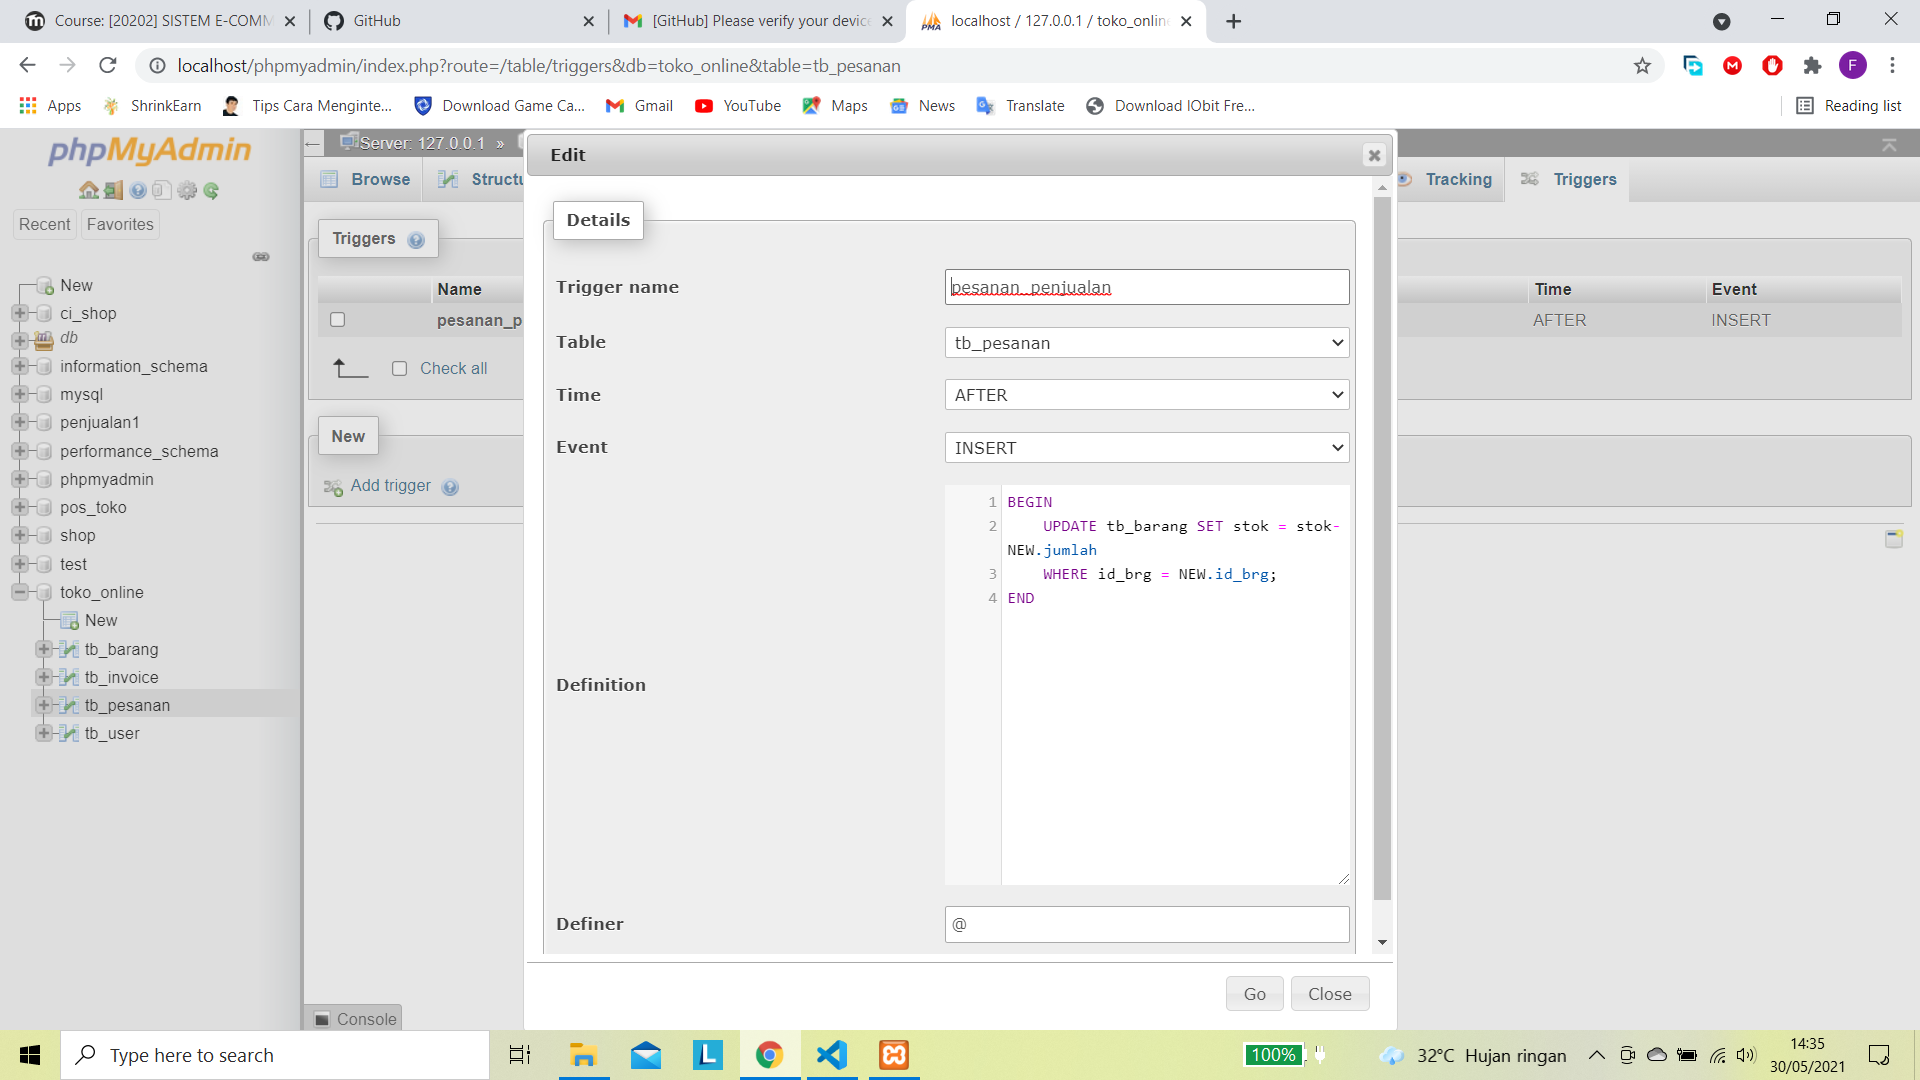 Course: [20202] SISTEM E-COMM
GitHub
[GitHub] Please verify your device
localhost / 127.0.0.1 / toko_onlin
localhost/phpmyadmin/index.php?route=/table/triggers&db=toko_online&table=tb_pesanan
F
Apps
ShrinkEarn
Tips Cara Menginte...
Download Game Ca...
Gmail
YouTube
Maps
News
Translate
Download IObit Fre...
Reading list
phpMyAdmin
Recent
Favorites
New
ci_shop
db
information_schema
mysql
penjualan1
performance_schema
phpmyadmin
pos_toko
shop
test
toko_online
New
tb_barang
tb_invoice
tb_pesanan
tb_user
Server: 127.0.0.1 »
Browse
Structu
Tracking
Triggers
Triggers
Name
Time
Event
pesanan_p
AFTER
INSERT
Check all
New
Add trigger
Console
Edit
Details
Trigger name
pesanan_penjualan
Table
tb_pesanan
Time
AFTER
Event
INSERT
Definition
1 BEGIN
2 UPDATE tb_barang SET stok = stok-
NEW.jumlah
3 WHERE id_brg = NEW.id_brg;
4 END
Definer
@
Go
Close
Type here to search
100%
32°C Hujan ringan
14:35
30/05/2021